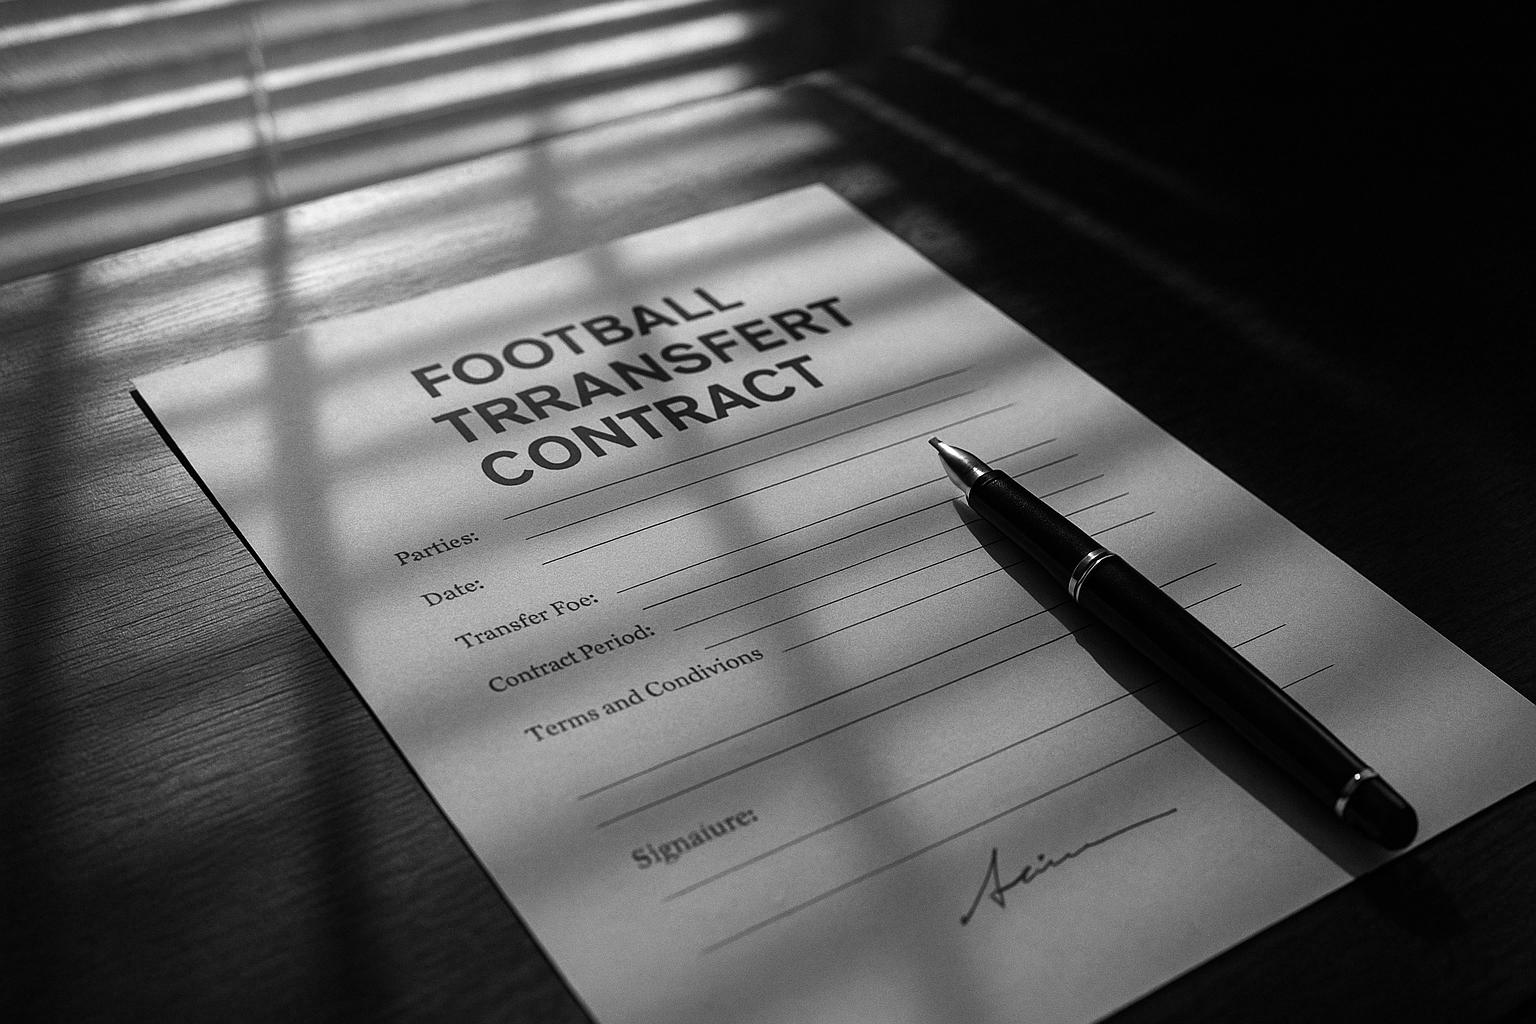 FOOTBALL
TRRANSFERT
CONTRACT
Parties:
Date:
Transfer Foe:
Contract Period:
Terms and Condivions
Signaiure: